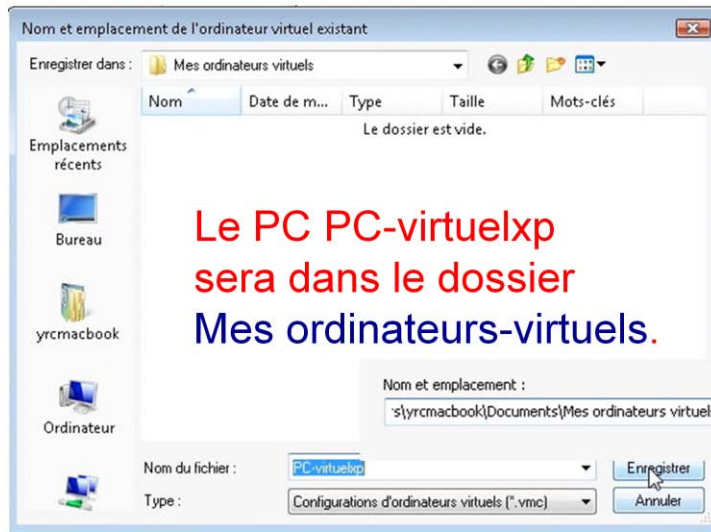 Nom et emplacement de l'ordinateur virtuel existant
Enregistrer dans :
Mes ordinateurs virtuels
Nom Date de m... Type Taille Mots-clés
Le dossier est vide.
Emplacements
récents
Bureau
yrcmacbook
Ordinateur
Le PC PC-virtuelxp
sera dans le dossier
Mes ordinateurs-virtuels.
Nom et emplacement :
s\yrcmacbook\Documents\Mes ordinateurs virtuel
Nom du fichier : PC-virtuelxp Enregistrer
Type : Configurations d'ordinateurs virtuels (*.vmc) Annuler